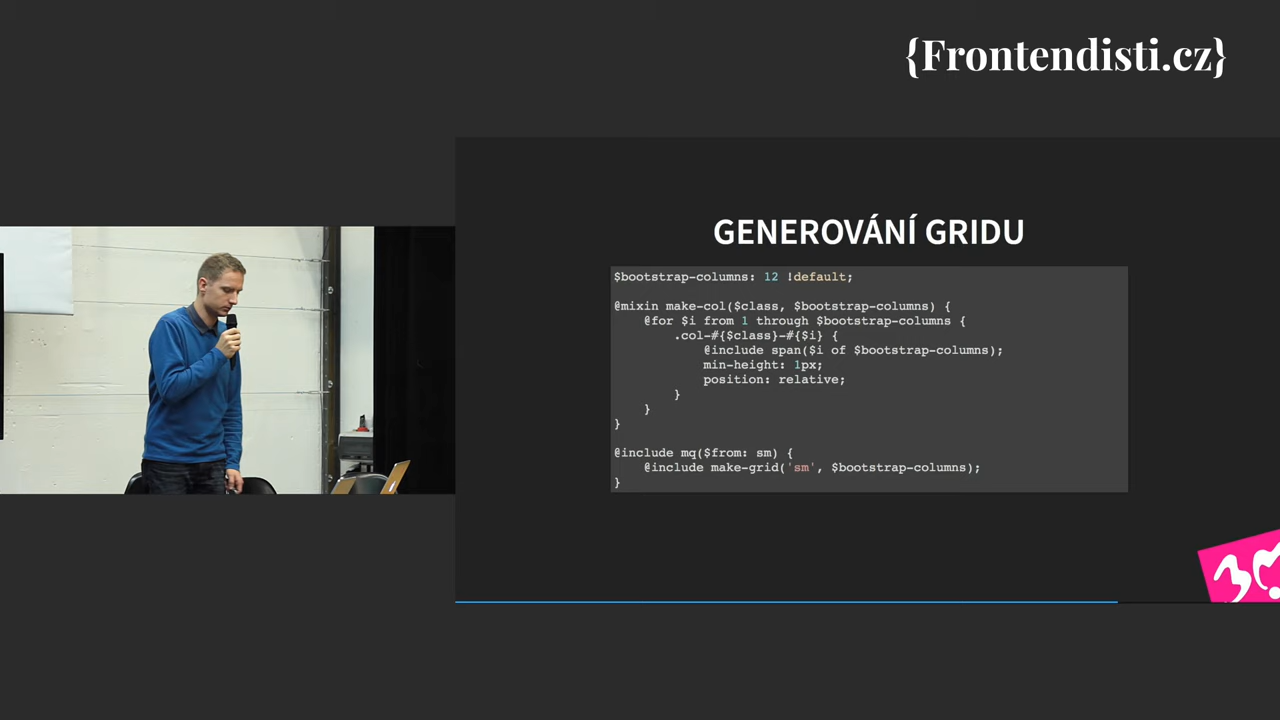 {Frontendisti.cz}
GENEROVÁNÍ GRIDU
$bootstrap-columns: 12 !default;
@mixin make-col($class, $bootstrap-columns) {
@for $i from 1 through $bootstrap-columns {
.col-#{$class}-#{$i} {
@include span($i of $bootstrap-columns);
min-height: 1px;
position: relative;
}
}
}
@include mq($from: sm) {
@include make-grid('sm', $bootstrap-columns);
}